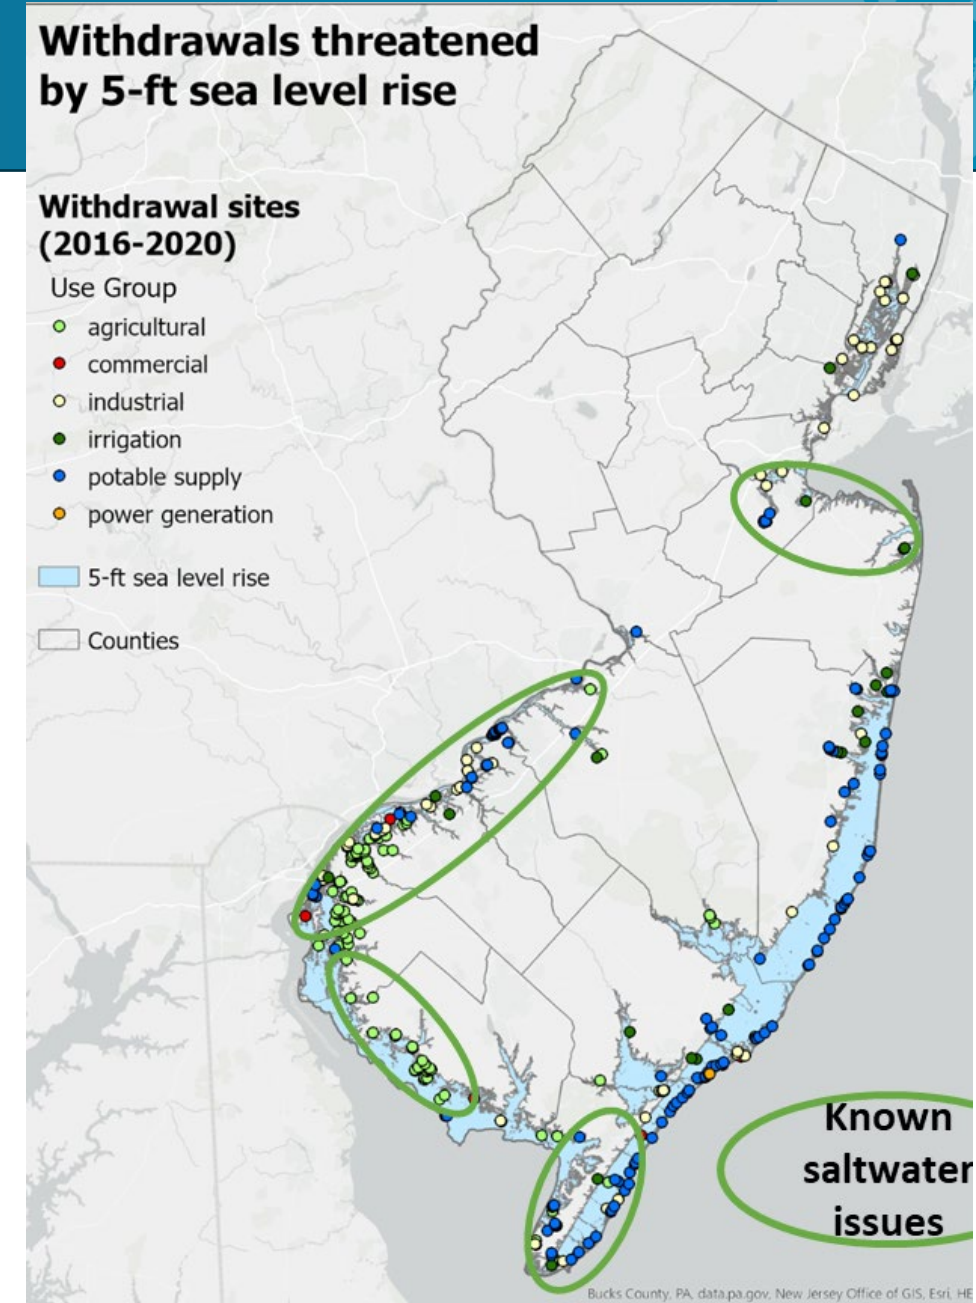 Withdrawals threatened
by 5-ft sea level rise
Withdrawal sites
(2016-2020)
Use Group
agricultural
commercial
industrial
irrigation
potable supply
power generation
5-ft sea level rise
Counties
Known
saltwater
issues
Bucks County, PA, data.pa.gov, New Jersey Office of GIS, Esri, HE